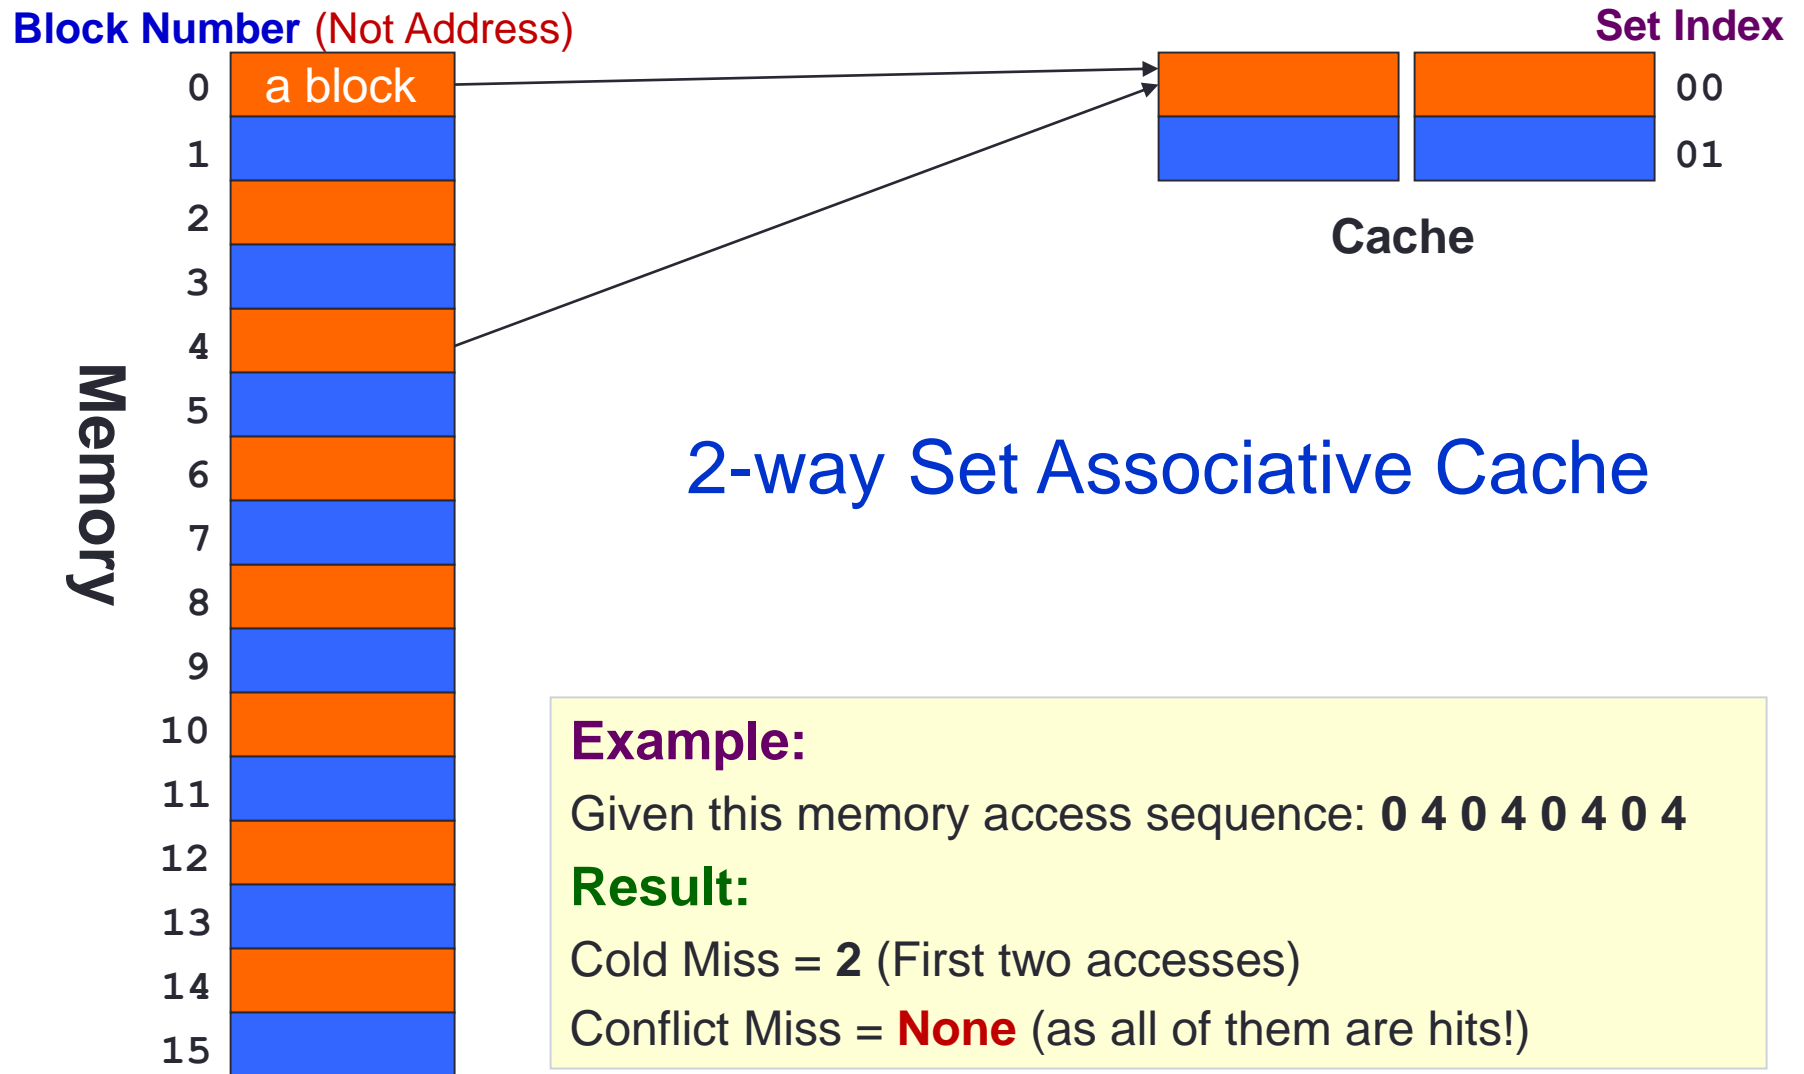 Block Number (Not Address)
Set Index
0 a block
00
1
01
2
Cache
3
4
Memory
5
2-way Set Associative Cache
6
7
8
9
10
11
12
13
14
15
Example:
Given this memory access sequence: 0 4 0 4 0 4 0 4
Result:
Cold Miss = 2 (First two accesses)
Conflict Miss = None (as all of them are hits!)